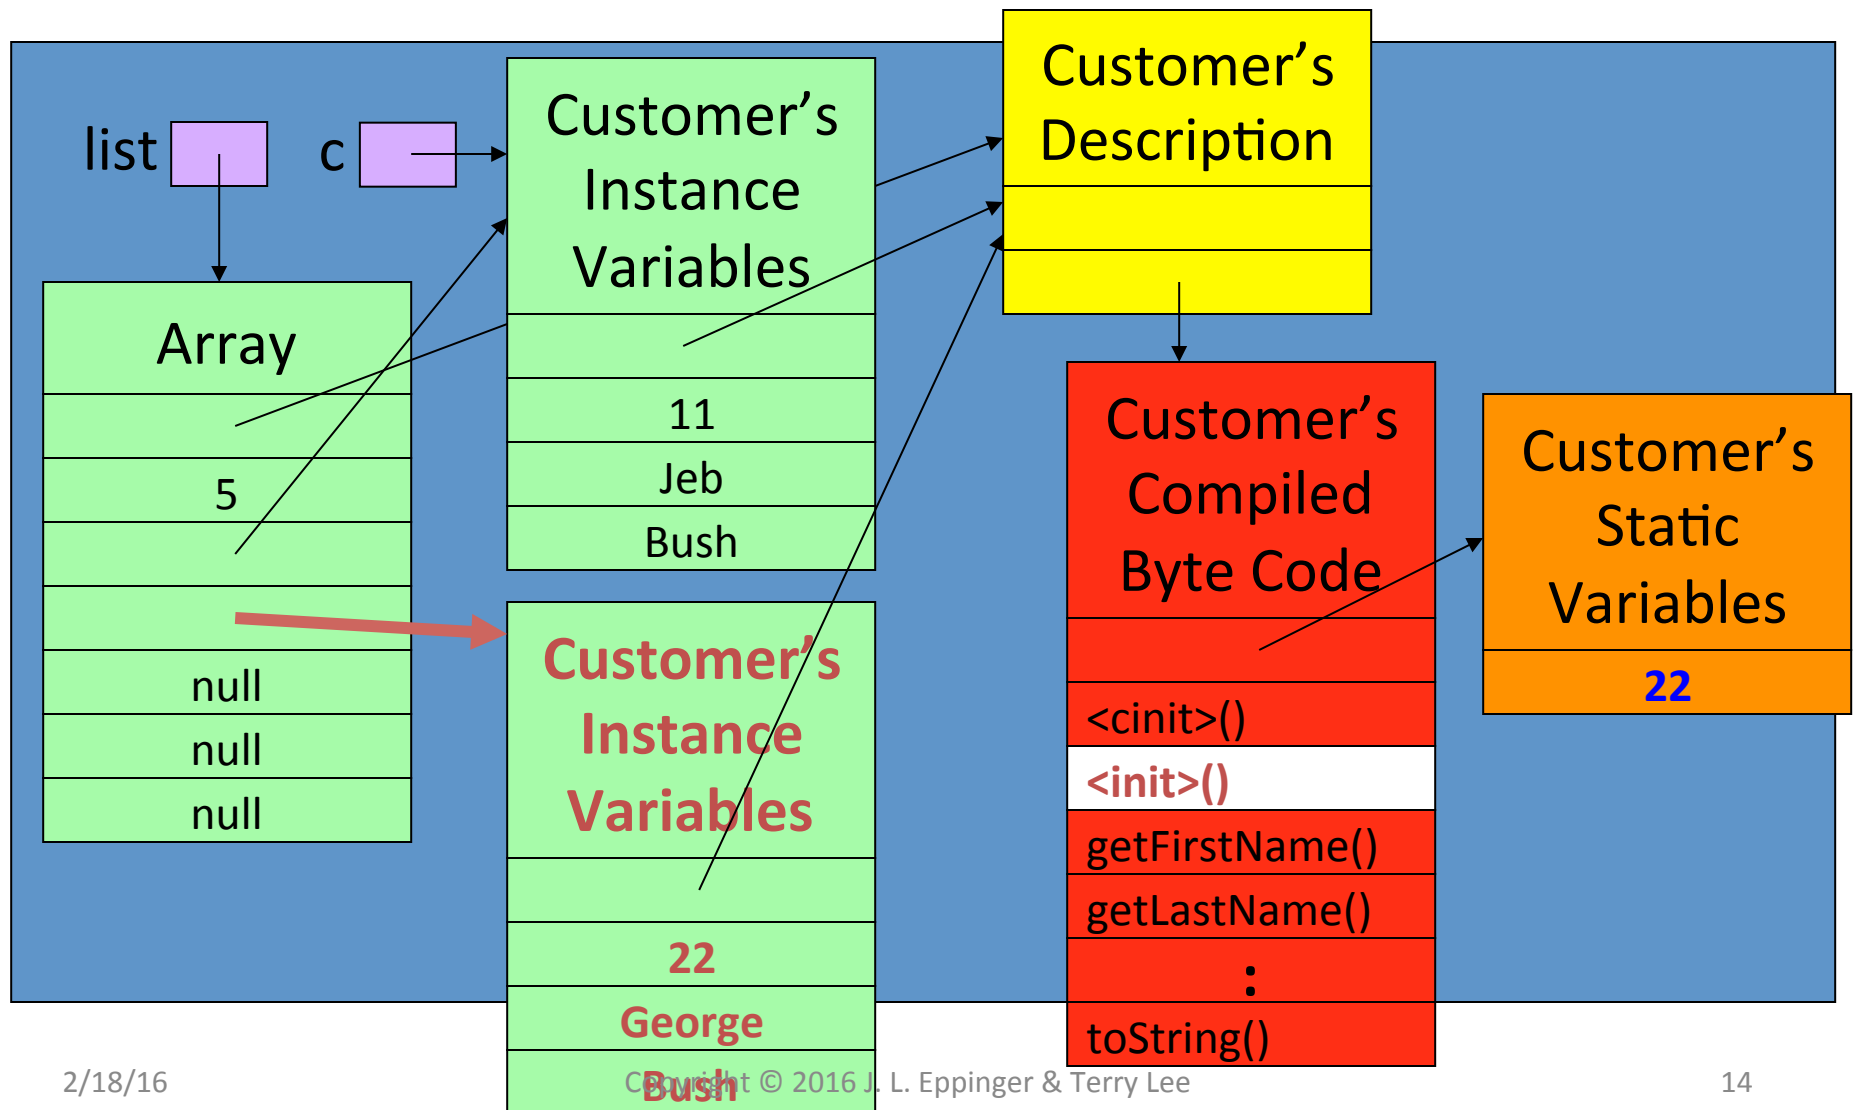 list
c
Array
5
null
null
null
Customer’s
Instance
Variables
11
Jeb
Bush
Customer’s
Instance
Variables
22
George
Bush
Customer’s
Description
Customer’s
Compiled
Byte Code
<cinit>()
<init>()
getFirstName()
getLastName()
:
toString()
Customer’s
Static
Variables
22
2/18/16
Copyright © 2016 J. L. Eppinger & Terry Lee
14